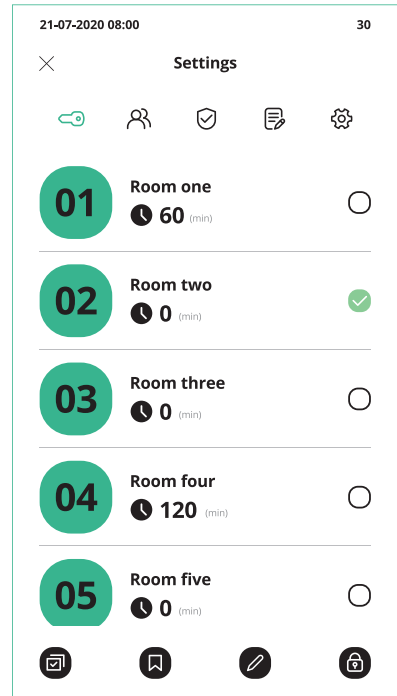 21-07-2020 08:00 30
Settings
01 Room one
60 (min)
02 Room two
0 (min)
03 Room three
0 (min)
04 Room four
120 (min)
05 Room five
0 (min)